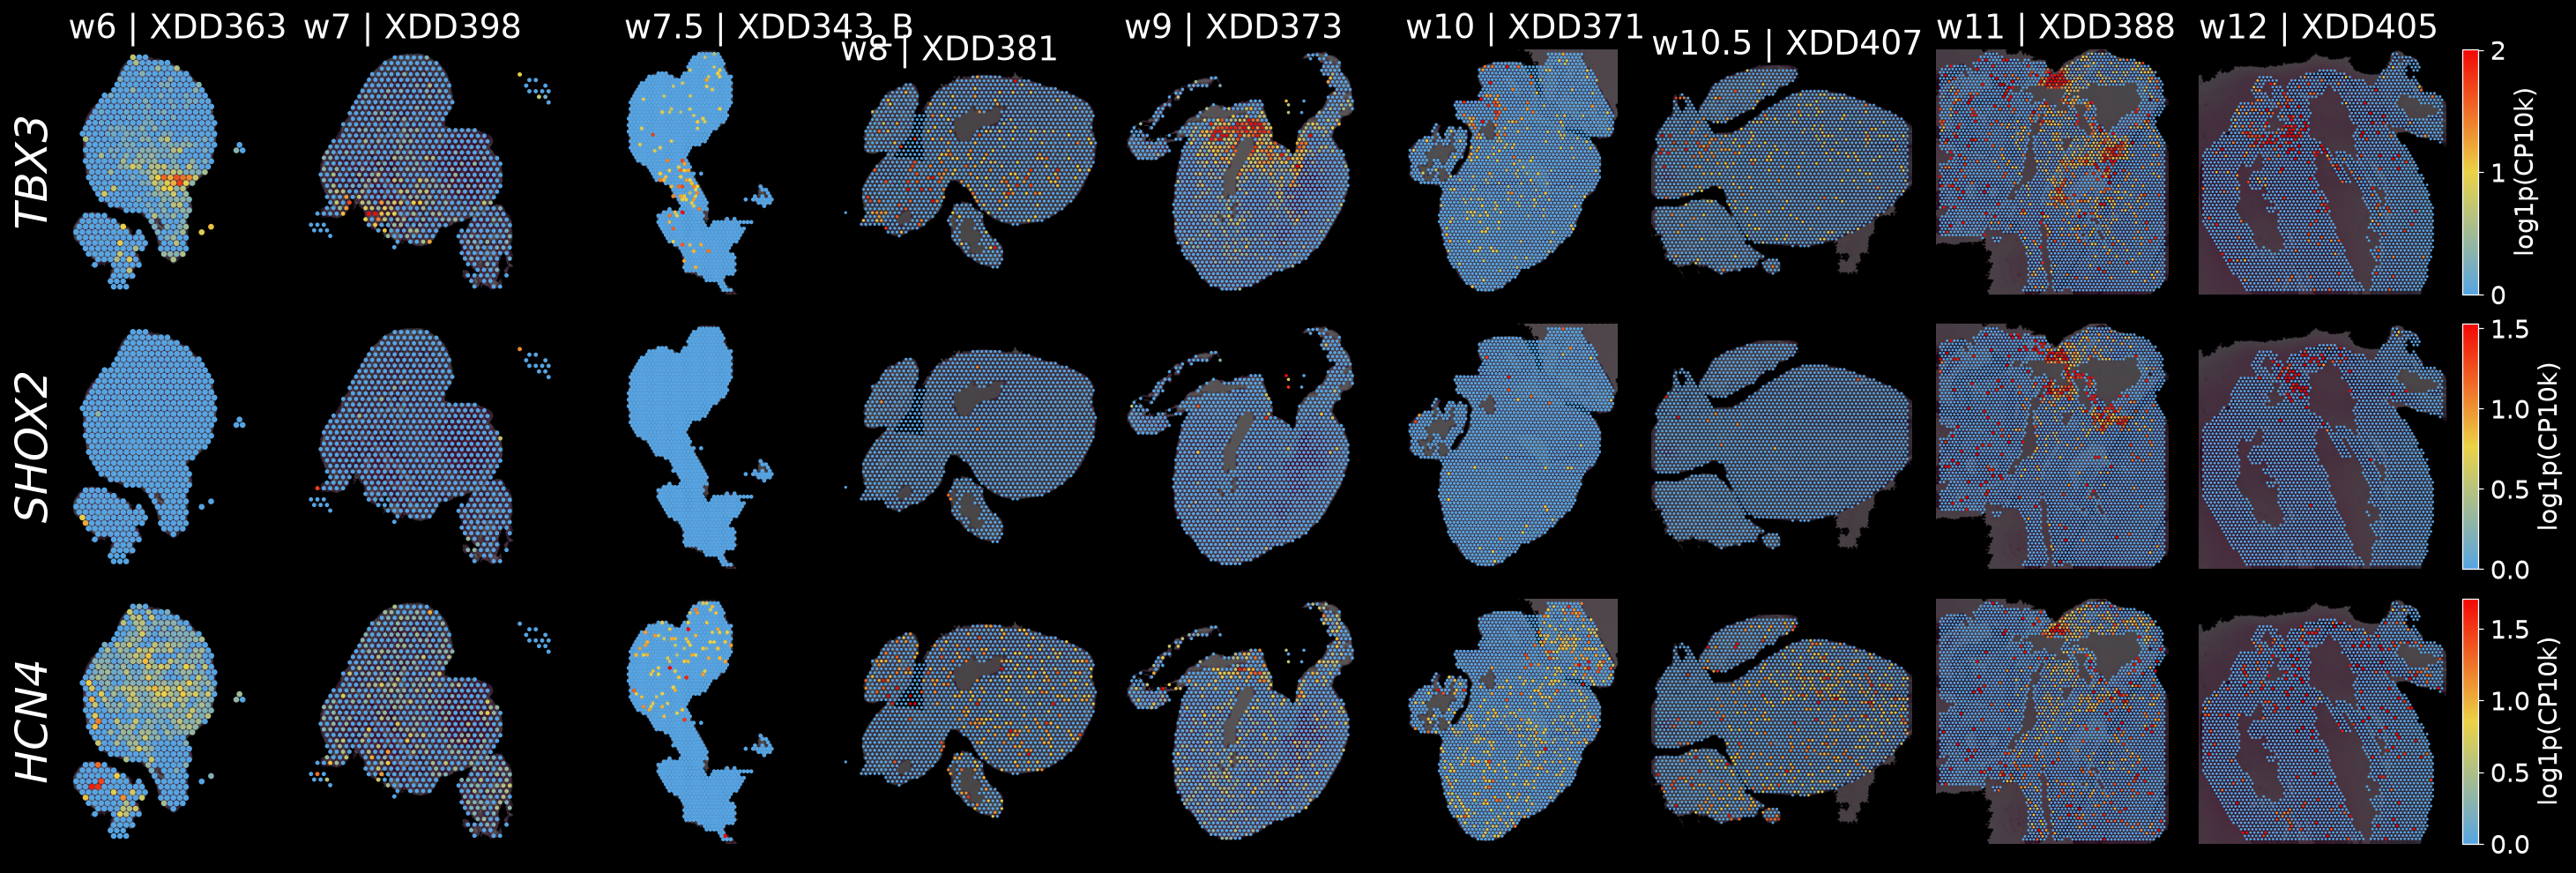 w6 | XDD363
w7 | XDD398
w7.5 | XDD343_B
w8 | XDD381
w9 | XDD373
w10 | XDD371
w10.5 | XDD407
w11 | XDD388
w12 | XDD405
TBX3
2
1
0
log1p(CP10k)
SHOX2
1.5
1.0
0.5
0.0
log1p(CP10k)
HCN4
1.5
1.0
0.5
0.0
log1p(CP10k)